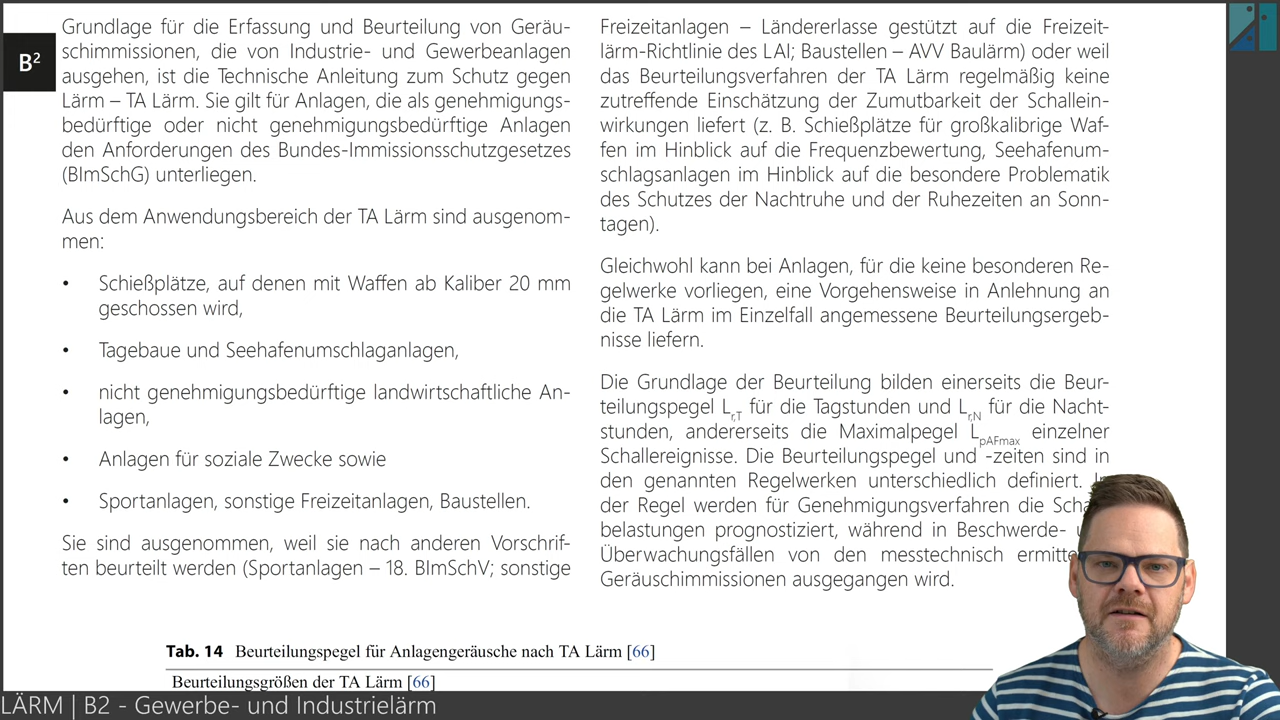 B²
Grundlage für die Erfassung und Beurteilung von Geräu-
schimmissionen, die von Industrie- und Gewerbeanlagen
ausgehen, ist die Technische Anleitung zum Schutz gegen
Lärm – TA Lärm. Sie gilt für Anlagen, die als genehmigungs-
bedürftige oder nicht genehmigungsbedürftige Anlagen
den Anforderungen des Bundes-Immissionsschutzgesetzes
(BImSchG) unterliegen.
Aus dem Anwendungsbereich der TA Lärm sind ausgenom-
men:
• Schießplätze, auf denen mit Waffen ab Kaliber 20 mm
geschossen wird,
• Tagebaue und Seehafenumschlaganlagen,
• nicht genehmigungsbedürftige landwirtschaftliche An-
lagen,
• Anlagen für soziale Zwecke sowie
• Sportanlagen, sonstige Freizeitanlagen, Baustellen.
Sie sind ausgenommen, weil sie nach anderen Vorschrif-
ten beurteilt werden (Sportanlagen – 18. BImSchV; sonstige
Freizeitanlagen – Ländererlasse gestützt auf die Freizeit-
lärm-Richtlinie des LAI; Baustellen – AVV Baulärm) oder weil
das Beurteilungsverfahren der TA Lärm regelmäßig keine
zutreffende Einschätzung der Zumutbarkeit der Schallein-
wirkungen liefert (z. B. Schießplätze für großkalibrige Waf-
fen im Hinblick auf die Frequenzbewertung, Seehafenum-
schlagsanlagen im Hinblick auf die besondere Problematik
des Schutzes der Nachtruhe und der Ruhezeiten an Sonn-
tagen).
Gleichwohl kann bei Anlagen, für die keine besonderen Re-
gelwerke vorliegen, eine Vorgehensweise in Anlehnung an
die TA Lärm im Einzelfall angemessene Beurteilungsergeb-
nisse liefern.
Die Grundlage der Beurteilung bilden einerseits die Beur-
teilungspegel Lr,T für die Tagstunden und Lr,N für die Nacht-
stunden, andererseits die Maximalpegel LpAFmax einzelner
Schallereignisse. Die Beurteilungspegel und -zeiten sind in
den genannten Regelwerken unterschiedlich definiert.
der Regel werden für Genehmigungsverfahren die
belastungen prognostiziert, während in Beschwerde-
Überwachungsfällen von den messtechnisch
Geräuschimmissionen ausgegangen wird.
Tab. 14 Beurteilungspegel für Anlagengeräusche nach TA Lärm [66]
Beurteilungsgrößen der TA Lärm [66]
LÄRM | B2 - Gewerbe- und Industrielärm